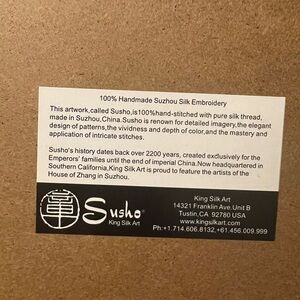 100% Handmade Suzhou Silk Embroidery
This artwork,called Susho,is100%hand-stitched with pure silk thread,
made in Suzhou,China.Susho is renown for detailed imagery,the elegant
design of patterns,the vividness and depth of color,and the mastery and
application of intricate stitches.
Susho's history dates back over 2200 years, created exclusively for the
Emperors' families until the end of imperial China.Now headquartered in
Southern California,King Silk Art is proud to feature the artists of the
House of Zhang in Suzhou.
Susho®
King Silk Art
King Silk Art
14321 Franklin Ave.Unit B
Tustin,CA 92780 USA
www.kingsilkart.com
Ph:+1.714.606.8132,+61.456.009.999